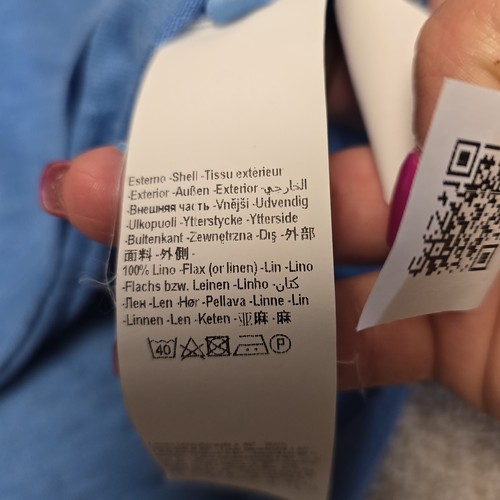 Esterno -Shell -Tissu extérieur
-Exterior -Außen -Exterior -الخارجي
-Внешняя часть -Vnější -Udvendig
-Ulkopuoli -Ytterstycke -Ytterside
-Buitenkant -Zewnętrzna -Dış -外部
面料 -外側 -
100% Lino -Flax (or linen) -Lin -Lino
-Flachs bzw. Leinen -Linho -كتان
-Лен -Len -Hør -Pellava -Linne -Lin
-Linnen -Len -Keten -亚麻 -麻
40 P